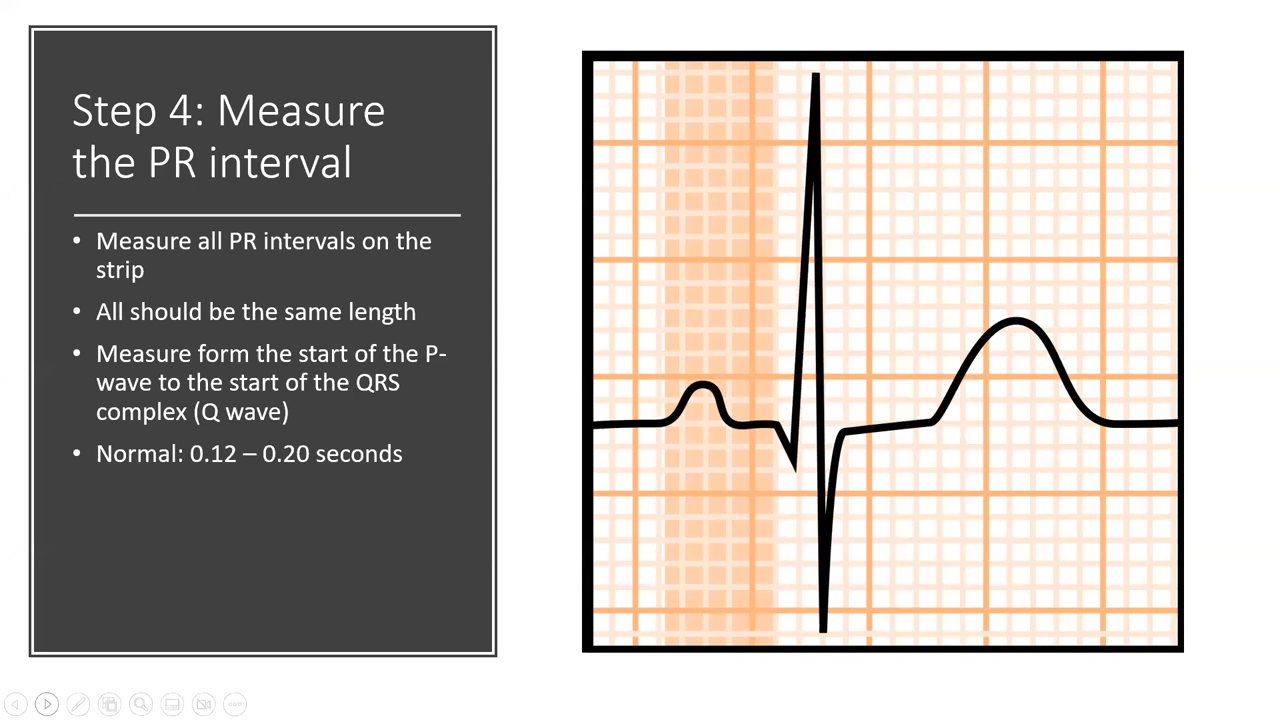 Step 4: Measure
the PR interval
• Measure all PR intervals on the
strip
• All should be the same length
• Measure form the start of the P-
wave to the start of the QRS
complex (Q wave)
• Normal: 0.12 – 0.20 seconds